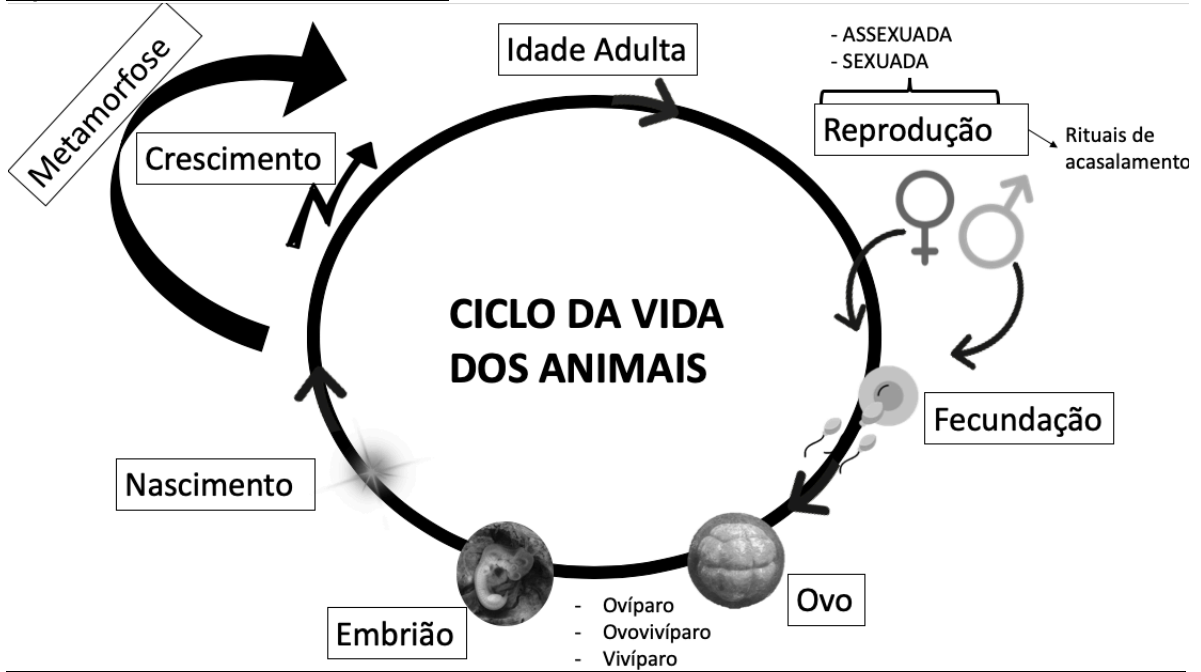 Idade Adulta
- ASSEXUADA
- SEXUADA
Metamorfose
Crescimento
Reprodução
Rituais de
acasalamento
CICLO DA VIDA
DOS ANIMAIS
Fecundação
Nascimento
Ovo
Embrião
- Ovíparo
- Ovovivíparo
- Vivíparo